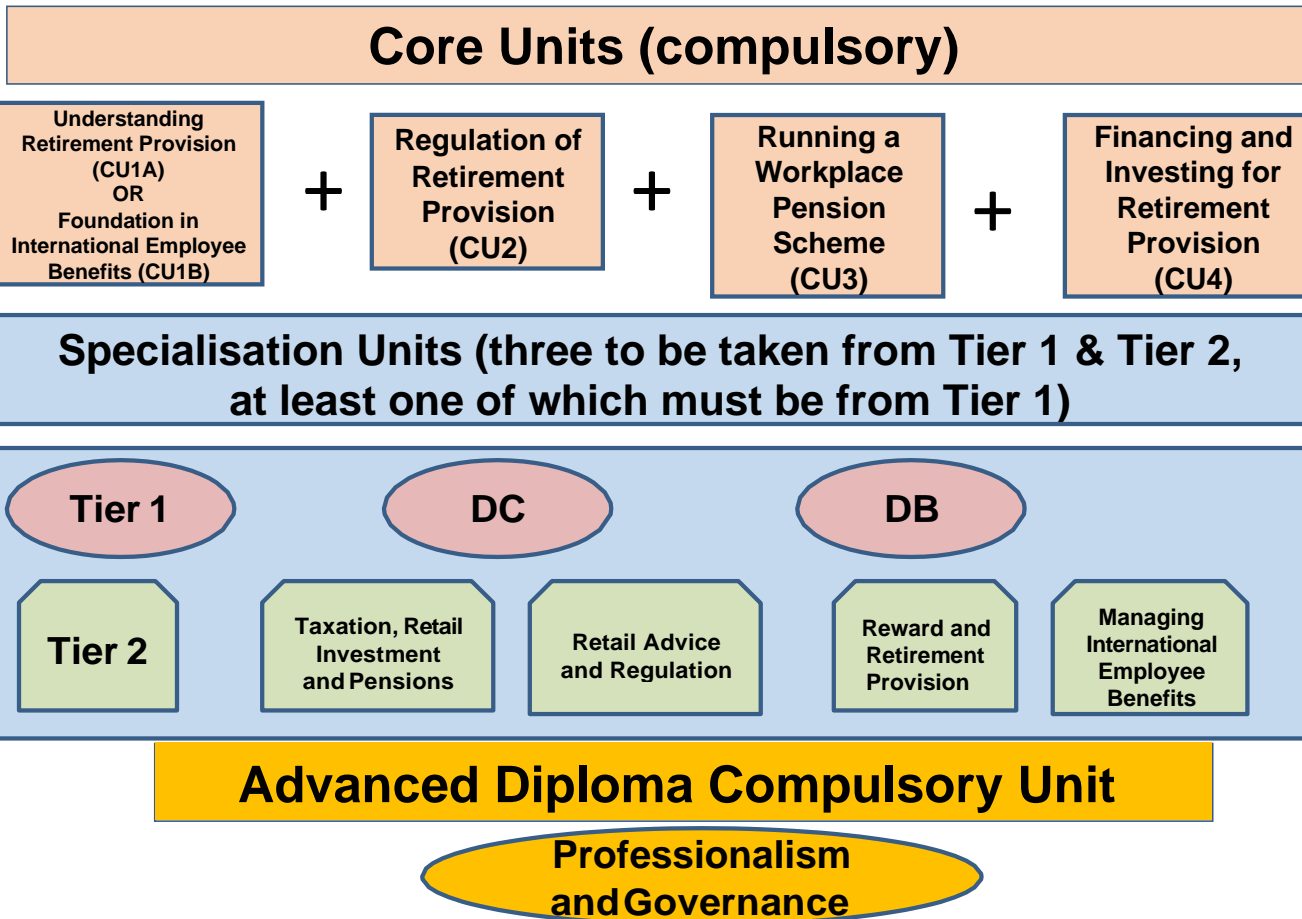 Core Units (compulsory)
Understanding
Retirement Provision
(CU1A)
OR
Foundation in
International Employee
Benefits (CU1B)
+
Regulation of
Retirement
Provision
(CU2)
+
Running a
Workplace
Pension
Scheme
(CU3)
+
Financing and
Investing for
Retirement
Provision
(CU4)
Specialisation Units (three to be taken from Tier 1 & Tier 2,
at least one of which must be from Tier 1)
Tier 1
DC
DB
Tier 2
Taxation, Retail
Investment
and Pensions
Retail Advice
and Regulation
Reward and
Retirement
Provision
Managing
International
Employee
Benefits
Advanced Diploma Compulsory Unit
Professionalism
and Governance